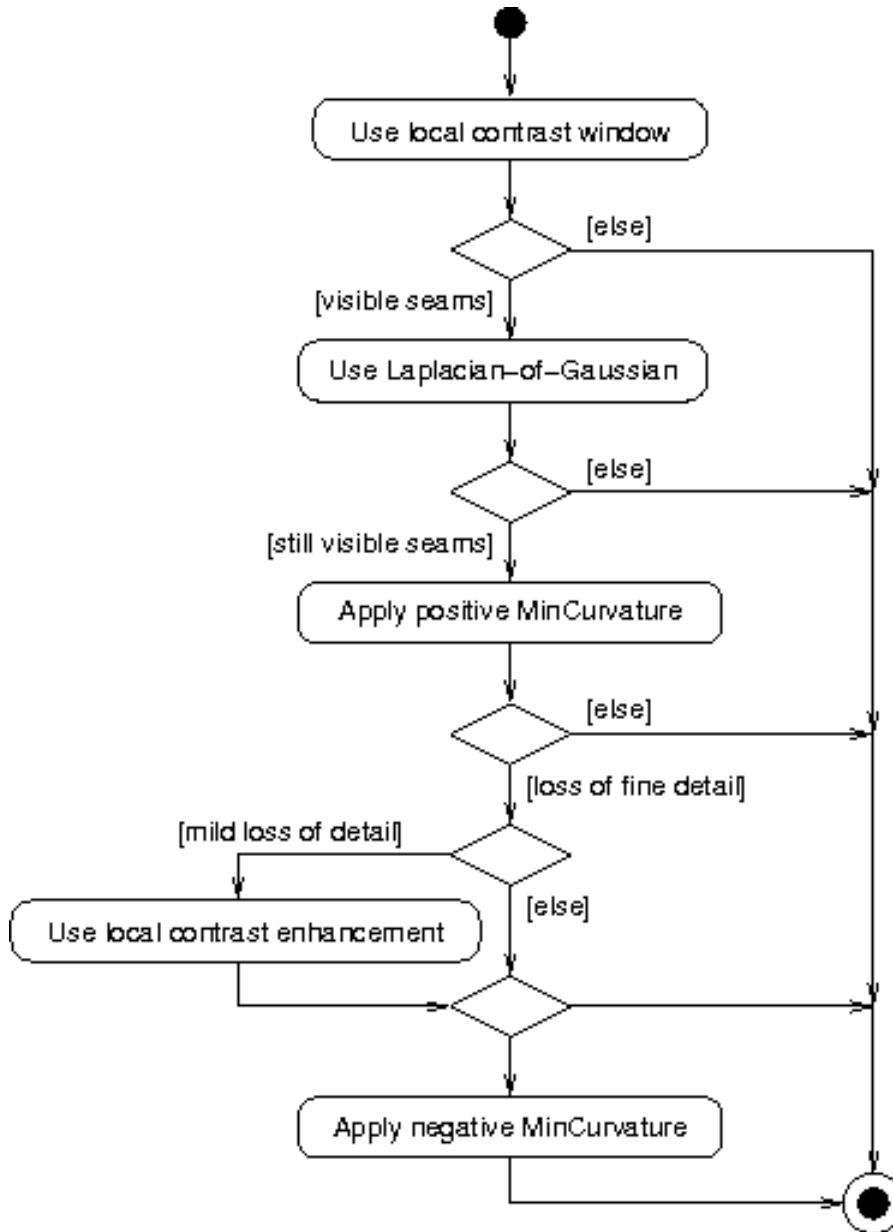 Use local contrast window
[else]
[visible seams]
Use Laplacian-of-Gaussian
[else]
[still visible seams]
Apply positive MinCurvature
[else]
[loss of fine detail]
[mild loss of detail]
[else]
Use local contrast enhancement
Apply negative MinCurvature